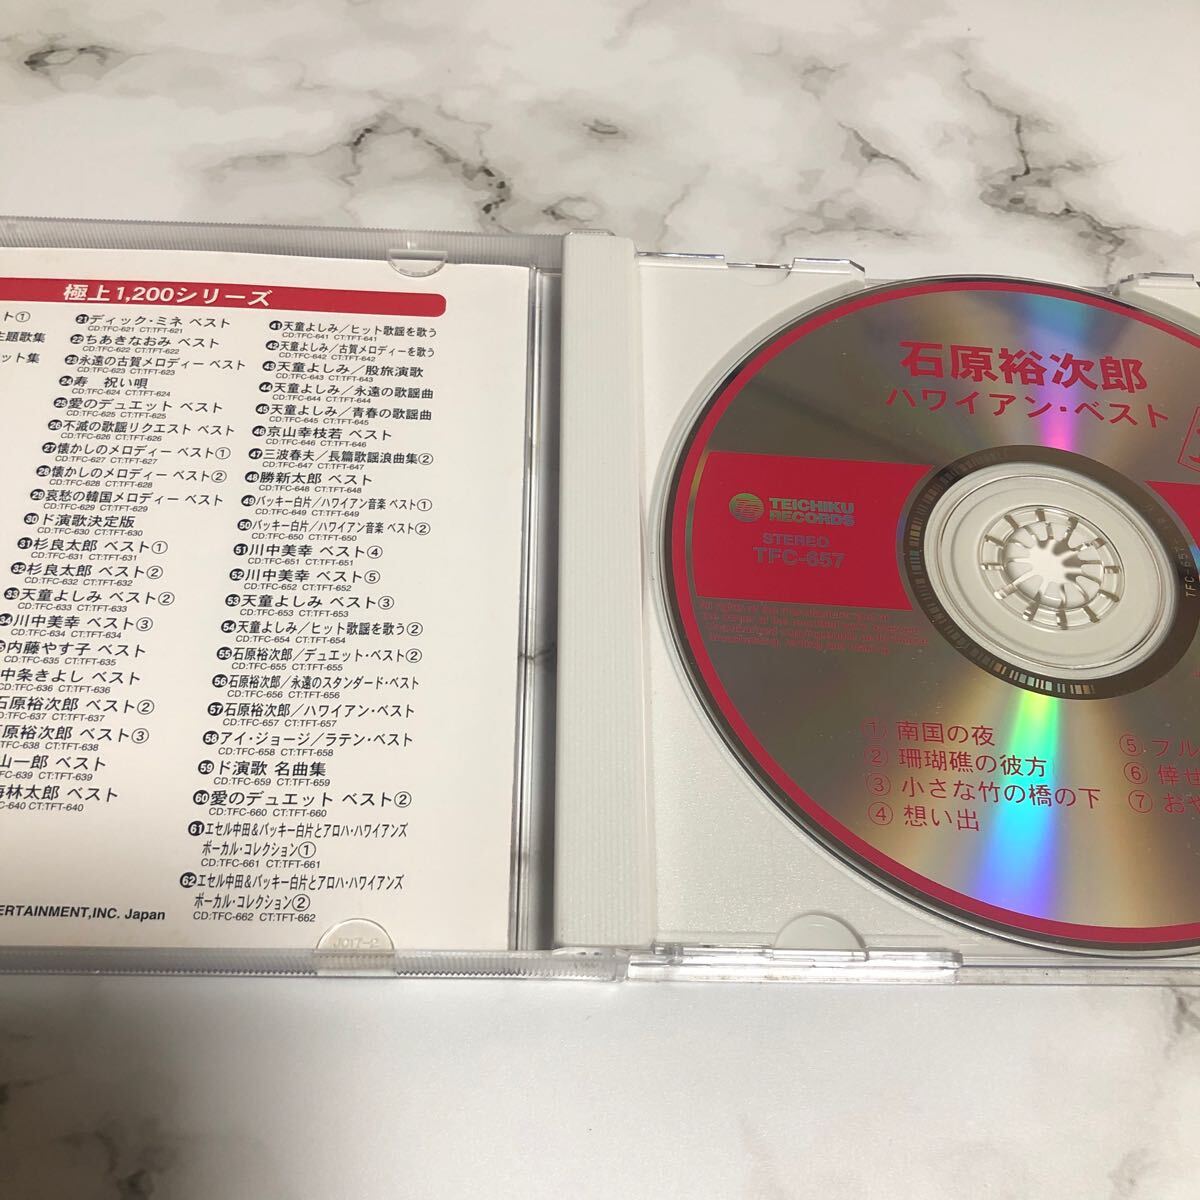 極上1,200シリーズ
ト①
主題歌集
ット集
㉑ディック・ミネ ベスト
CD:TFC-621 CT:TFT-621
㉒ちあきなおみ ベスト
CD:TFC-622 CT:TFT-622
㉓永遠の古賀メロディー ベスト
CD:TFC-623 CT:TFT-623
㉔寿 祝い唄
CD:TFC-624 CT:TFT-624
㉕愛のデュエット ベスト
CD:TFC-625 CT:TFT-625
㉖不滅の歌謡リクエスト ベスト
CD:TFC-626 CT:TFT-626
㉗懐かしのメロディー ベスト①
CD:TFC-627 CT:TFT-627
㉘懐かしのメロディー ベスト②
CD:TFC-628 CT:TFT-628
㉙哀愁の韓国メロディー ベスト
CD:TFC-629 CT:TFT-629
㉚ド演歌決定版
CD:TFC-630 CT:TFT-630
㉛杉良太郎 ベスト①
CD:TFC-631 CT:TFT-631
㉜杉良太郎 ベスト②
CD:TFC-632 CT:TFT-632
㉝天童よしみ ベスト②
CD:TFC-633 CT:TFT-633
㉞川中美幸 ベスト③
CD:TFC-634 CT:TFT-634
内藤やす子 ベスト
CD:TFC-635 CT:TFT-635
中条きよし ベスト
CD:TFC-636 CT:TFT-636
石原裕次郎 ベスト②
CD:TFC-637 CT:TFT-637
原裕次郎 ベスト③
TFC-638 CT:TFT-638
山一郎 ベスト
TFC-639 CT:TFT-639
海林太郎 ベスト
TFC-640 CT:TFT-640
㊶天童よしみ/ヒット歌謡を歌う
CD:TFC-641 CT:TFT-641
㊷天童よしみ/古賀メロディーを歌う
CD:TFC-642 CT:TFT-642
㊸天童よしみ/股旅演歌
CD:TFC-643 CT:TFT-643
㊹天童よしみ/永遠の歌謡曲
CD:TFC-644 CT:TFT-644
㊺天童よしみ/青春の歌謡曲
CD:TFC-645 CT:TFT-645
㊻京山幸枝若 ベスト
CD:TFC-646 CT:TFT-646
㊼三波春夫/長篇歌謡浪曲集②
CD:TFC-647 CT:TFT-647
㊽勝新太郎 ベスト
CD:TFC-648 CT:TFT-648
㊾バッキー白片/ハワイアン音楽 ベスト①
CD:TFC-649 CT:TFT-649
㊿バッキー白片/ハワイアン音楽 ベスト②
CD:TFC-650 CT:TFT-650
51川中美幸 ベスト④
CD:TFC-651 CT:TFT-651
52川中美幸 ベスト⑤
CD:TFC-652 CT:TFT-652
53天童よしみ ベスト③
CD:TFC-653 CT:TFT-653
54天童よしみ/ヒット歌謡を歌う②
CD:TFC-654 CT:TFT-654
55石原裕次郎/デュエット・ベスト②
CD:TFC-655 CT:TFT-655
56石原裕次郎/永遠のスタンダード・ベスト
CD:TFC-656 CT:TFT-656
57石原裕次郎/ハワイアン・ベスト
CD:TFC-657 CT:TFT-657
58アイ・ジョージ/ラテン・ベスト
CD:TFC-658 CT:TFT-658
59ド演歌 名曲集
CD:TFC-659 CT:TFT-659
60愛のデュエット ベスト②
CD:TFC-660 CT:TFT-660
61エセル中田&バッキー白片とアロハ・ハワイアンズ
ボーカル・コレクション①
CD:TFC-661 CT:TFT-661
62エセル中田&バッキー白片とアロハ・ハワイアンズ
ボーカル・コレクション②
CD:TFC-662 CT:TFT-662
ERTAINMENT,INC. Japan
J017-2
石原裕次郎
ハワイアン・ベスト
TEICHIKU
RECORDS
STEREO
TFC-657
TFC-657
① 南国の夜
② 珊瑚礁の彼方
③ 小さな竹の橋の下
④ 想い出
⑤ ブル
⑥ 倖せ
⑦ おや